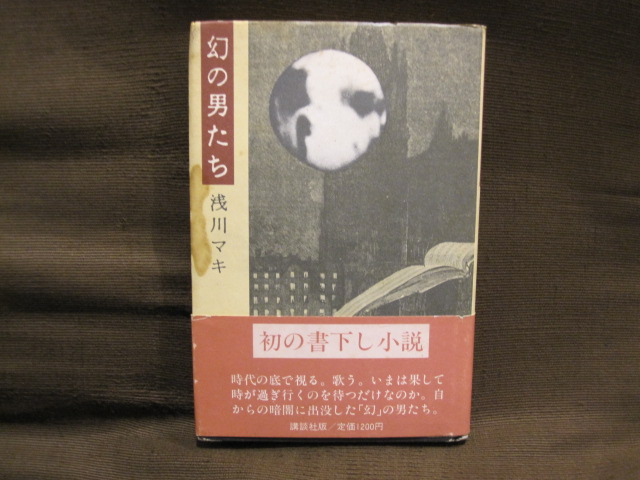 幻の男たち
浅川マキ
初の書下し小説
時代の底で視る。歌う。いまは果して
時が過ぎ行くのを待つだけなのか。自
からの暗闇に出没した「幻」の男たち。
講談社版／定価1200円